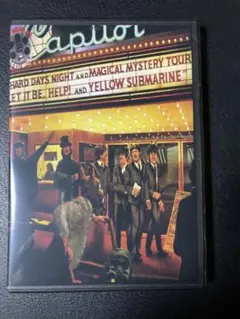 Capitol
HARD DAYS NIGHT AND MAGICAL MYSTERY TOUR
LET IT BE, HELP! AND YELLOW SUBMARINE"